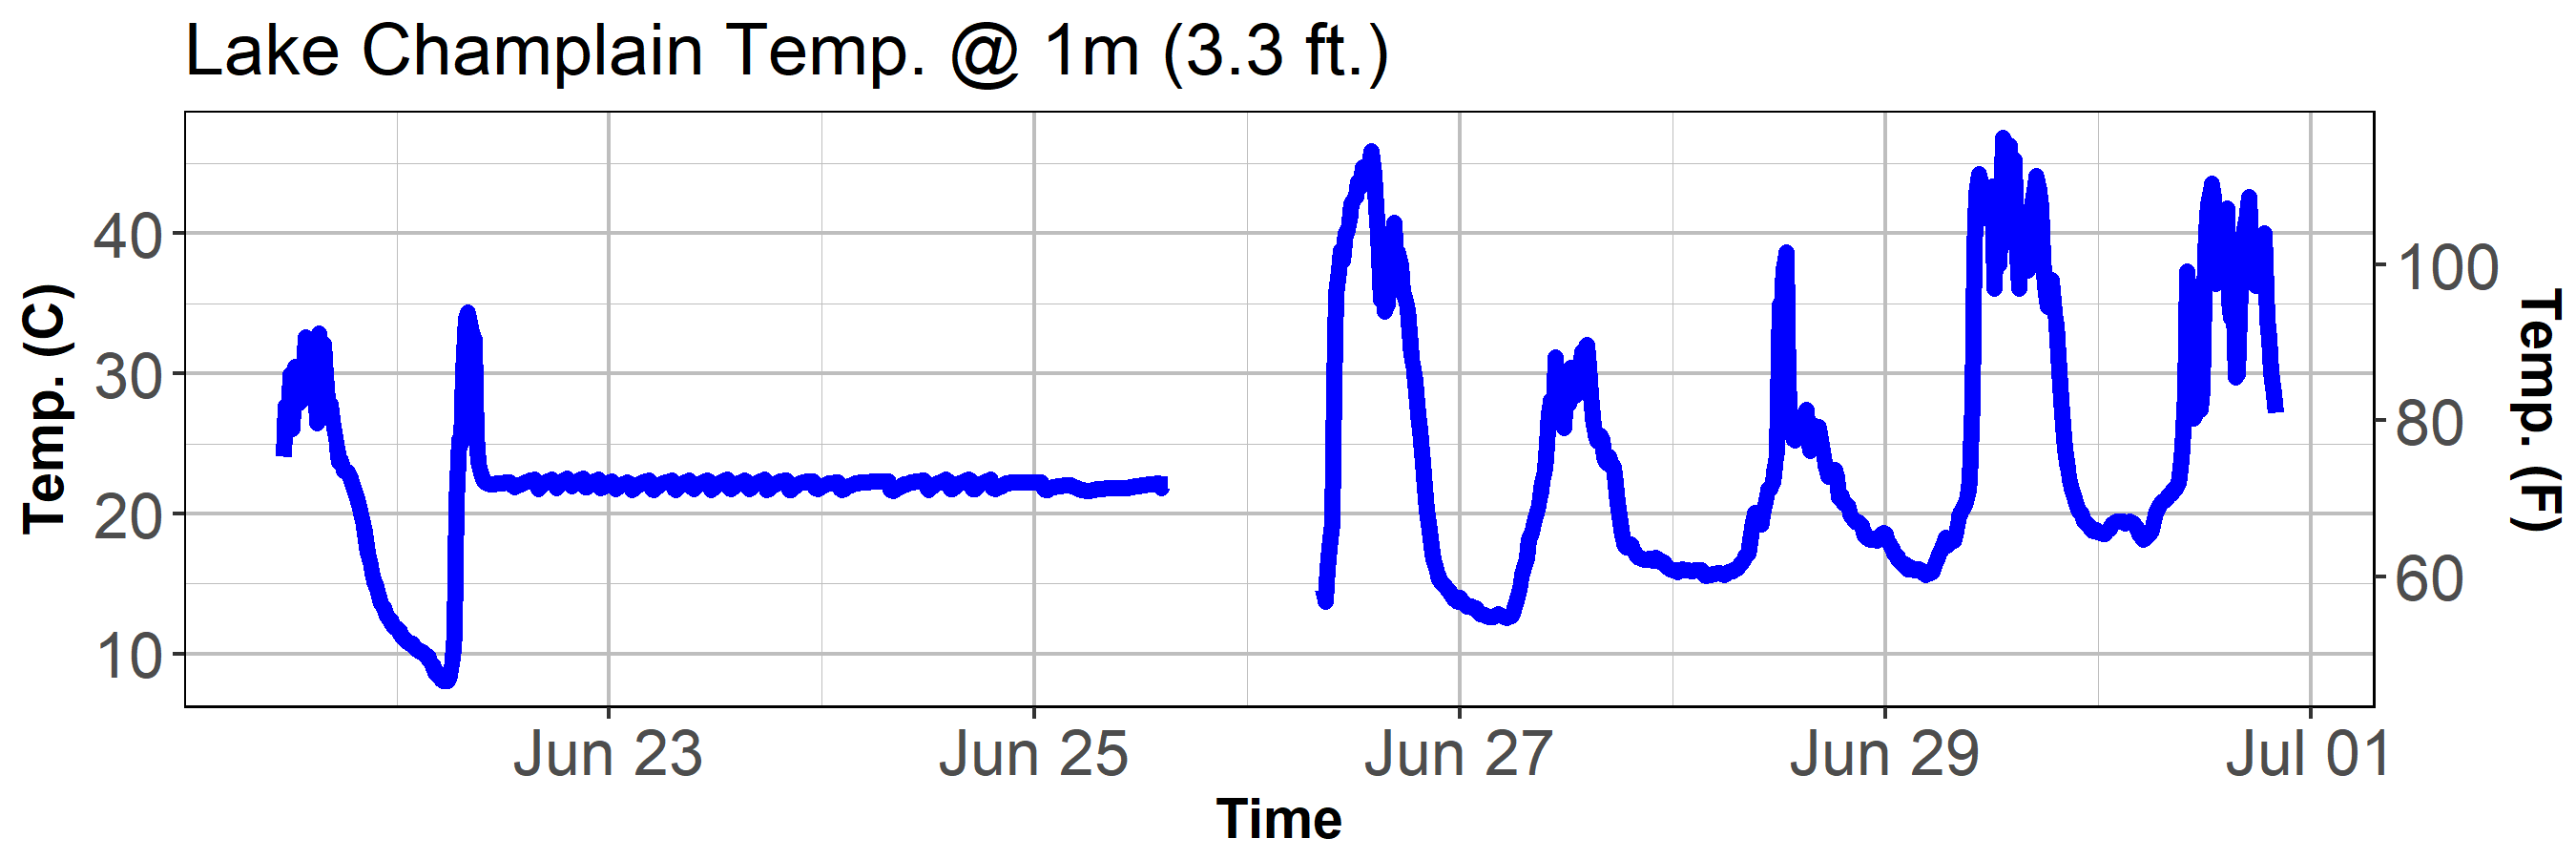 Lake Champlain Temp. @ 1m (3.3 ft.)
Temp. (C)
40
30
20
10
100
80
60
Temp. (F)
Jun 23
Jun 25
Jun 27
Jun 29
Jul 01
Time